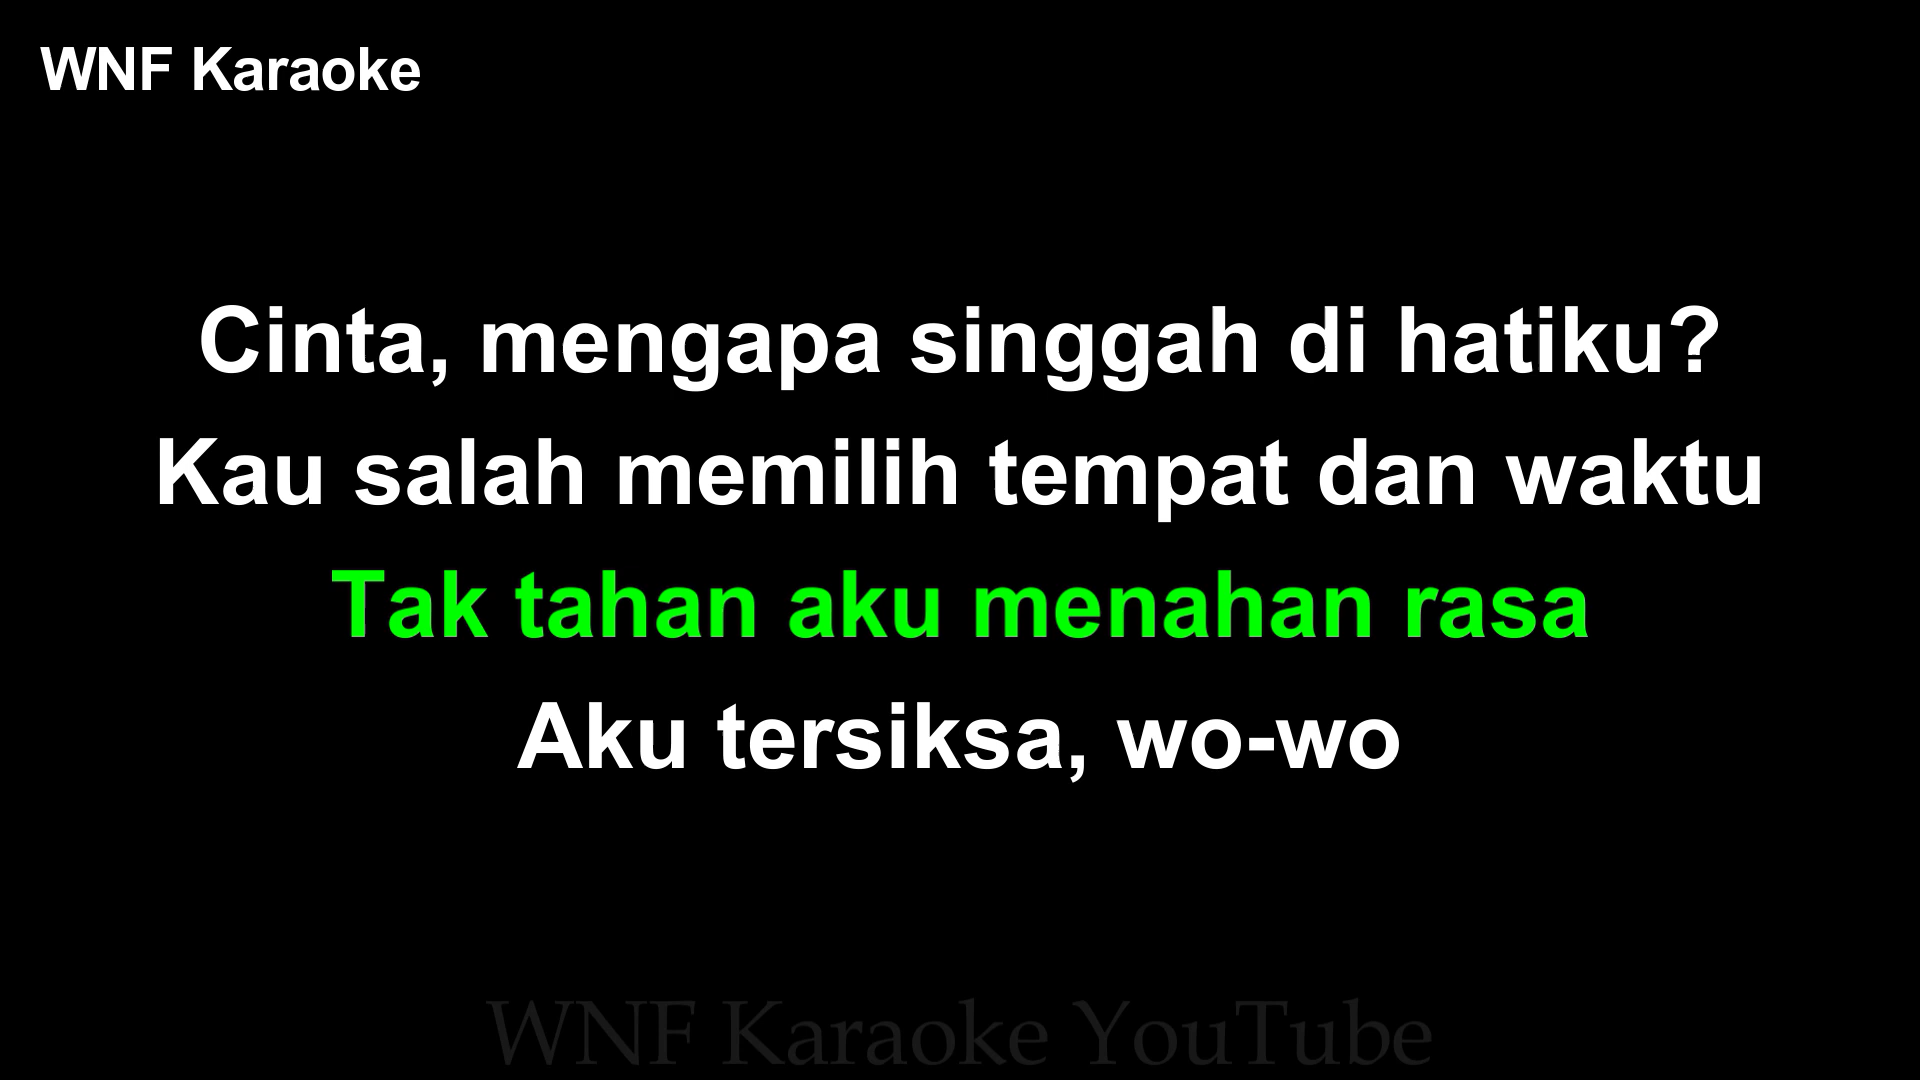 WNF Karaoke
Cinta, mengapa singgah di hatiku?
Kau salah memilih tempat dan waktu
Tak tahan aku menahan rasa
Aku tersiksa, wo-wo
WNF Karaoke YouTube